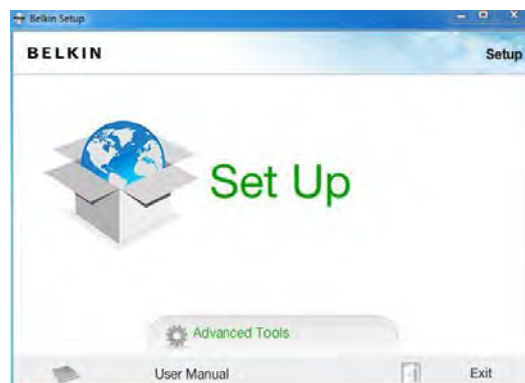 Belkin Setup
BELKIN
Setup
Set Up
Advanced Tools
User Manual
Exit